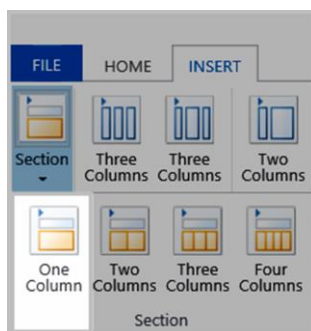 FILE HOME INSERT
Section Three Columns Three Columns Two Columns
One Column Two Columns Three Columns Four Columns
Section